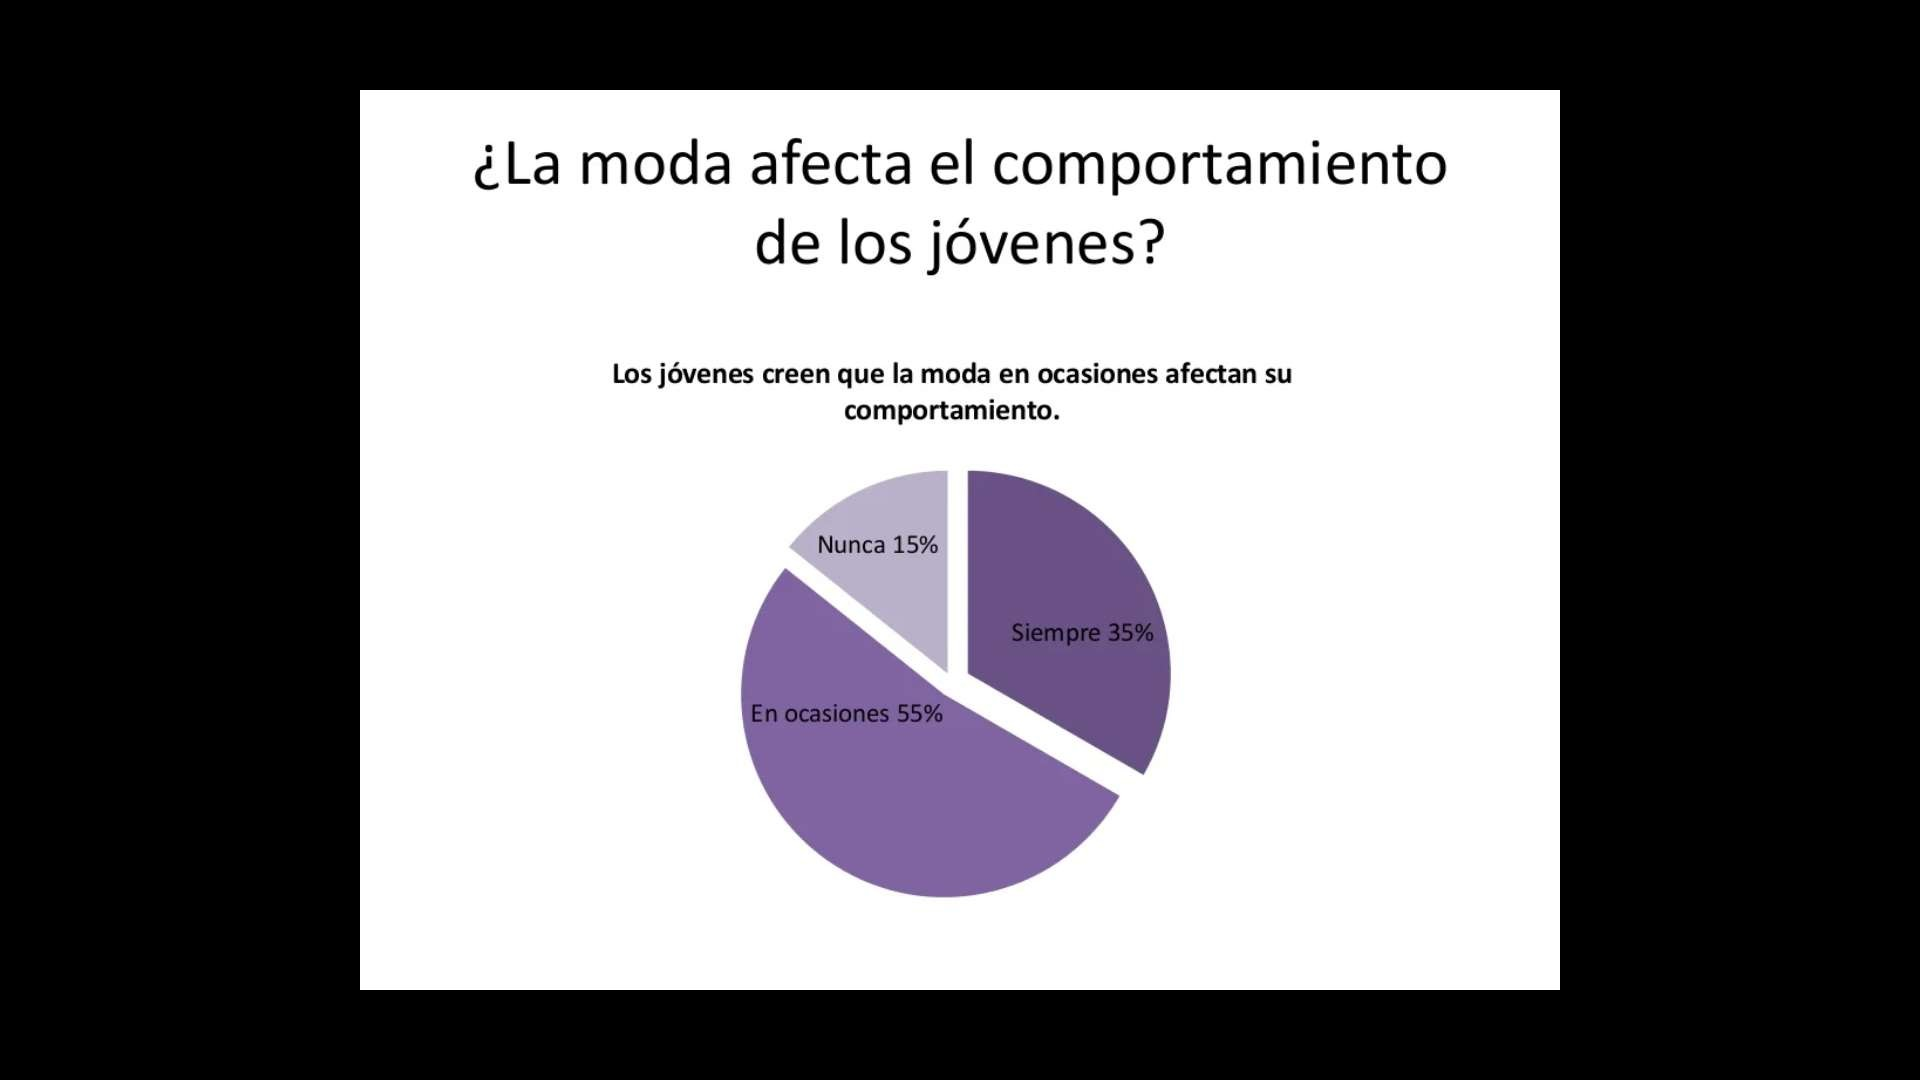 ¿La moda afecta el comportamiento
de los jóvenes?
Los jóvenes creen que la moda en ocasiones afectan su
comportamiento.
Nunca 15%
Siempre 35%
En ocasiones 55%